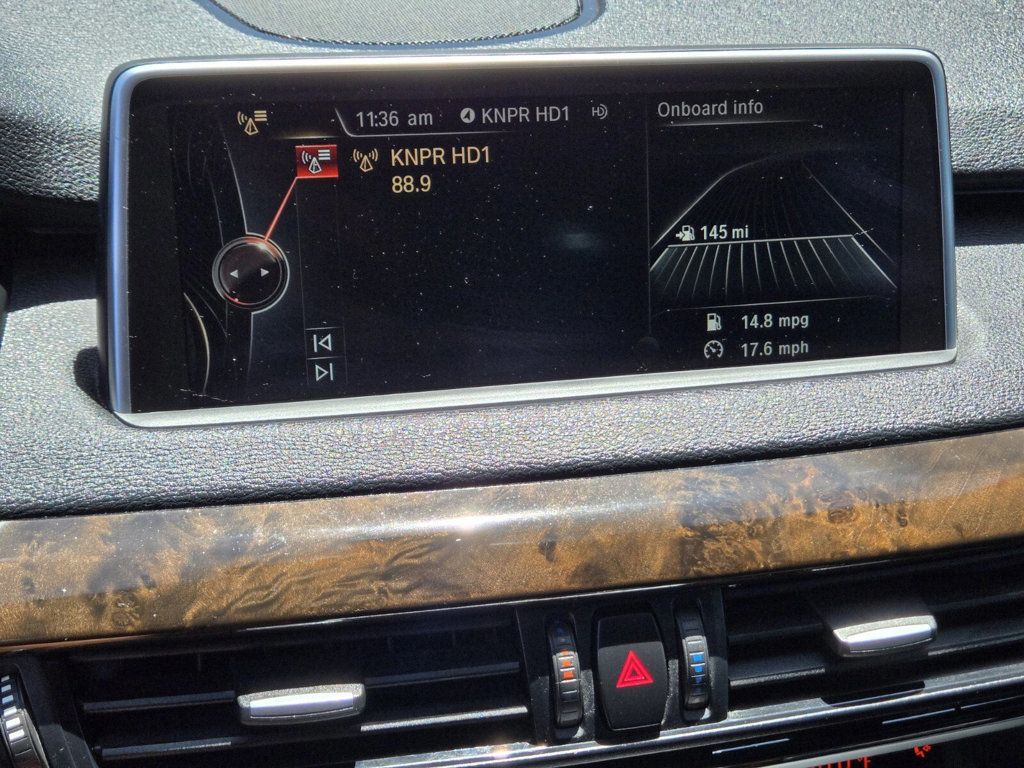 11:36 am KNPR HD1 HD
Onboard info
KNPR HD1
88.9
145 mi
14.8 mpg
17.6 mph